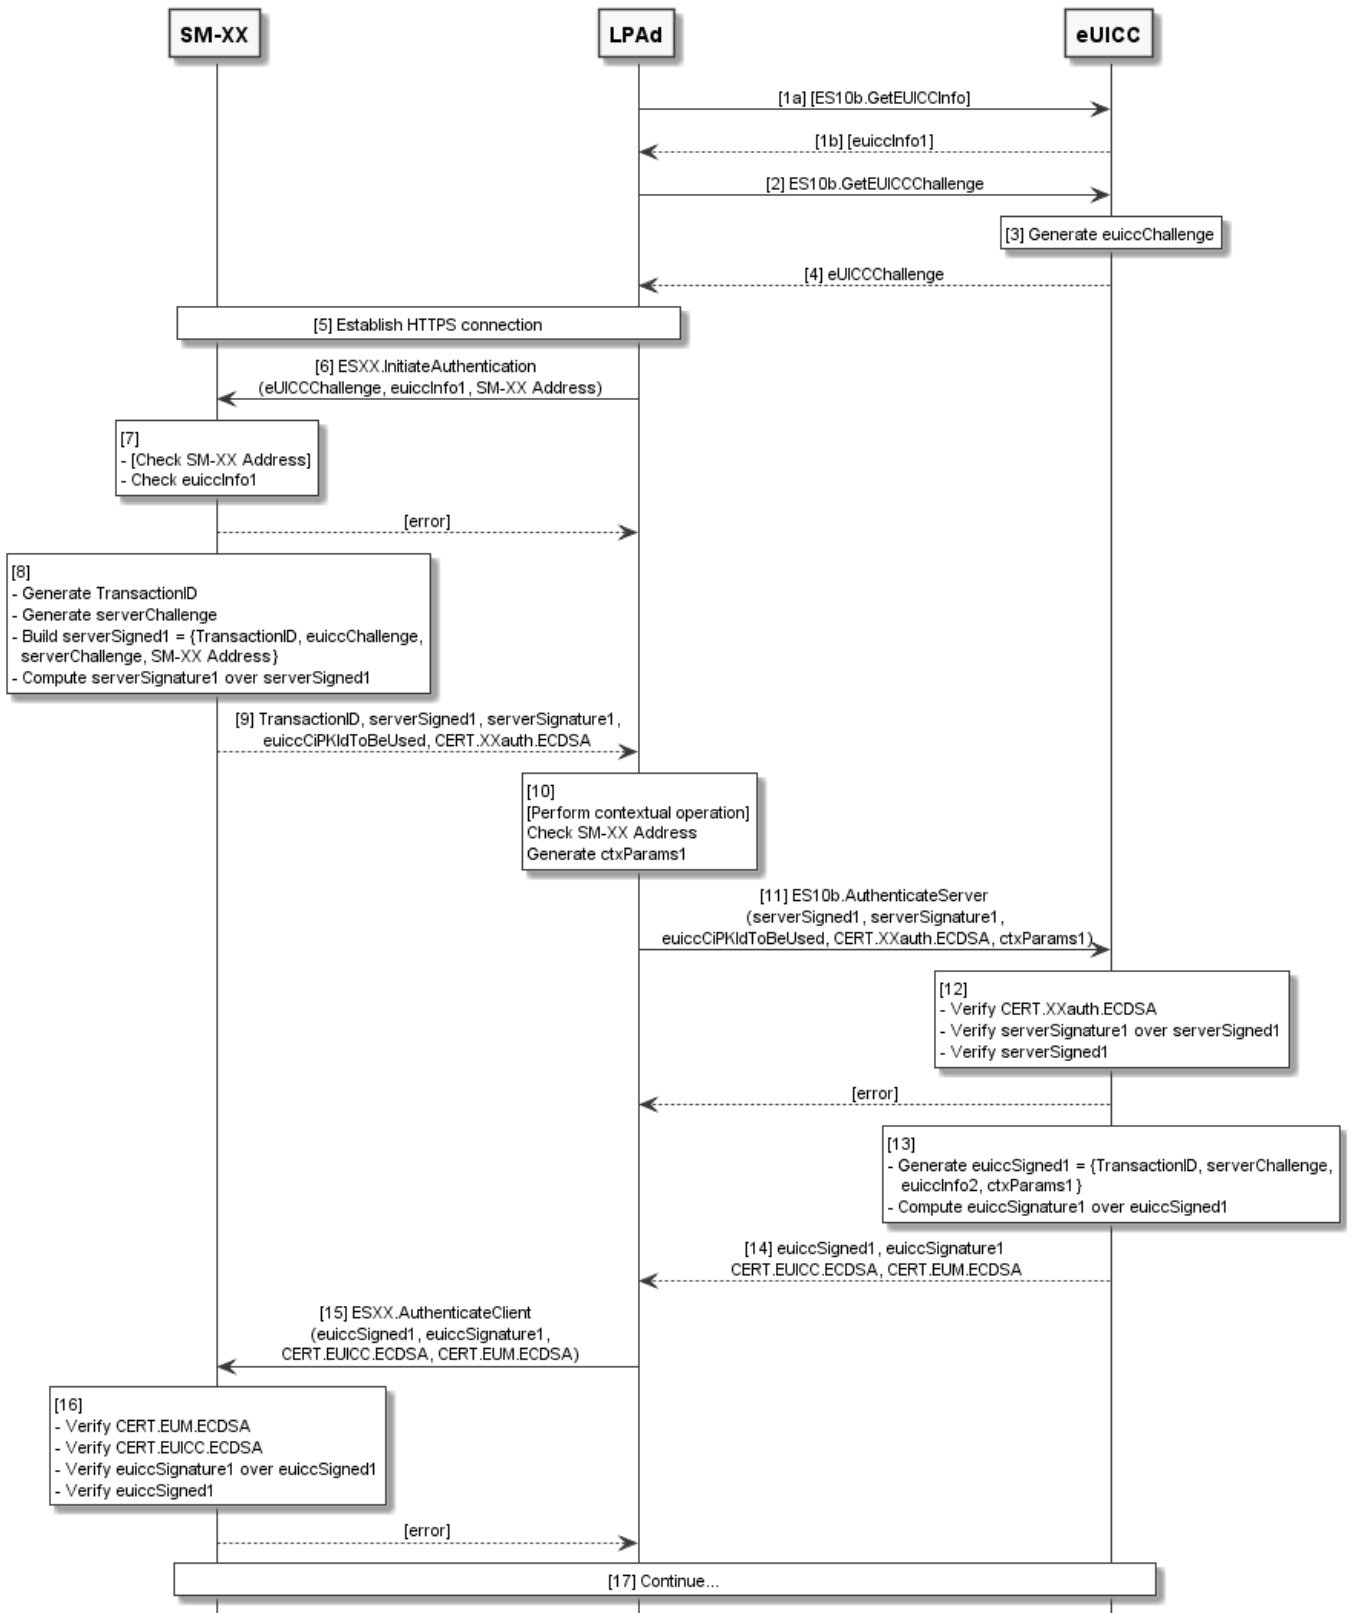 SM-XX
LPAd
eUICC
[1a] [ES10b.GetEUICCInfo]
[1b] [euiccInfo1]
[2] ES10b.GetEUICCChallenge
[3] Generate euiccChallenge
[4] eUICCChallenge
[5] Establish HTTPS connection
[6] ESXX.InitiateAuthentication
(eUICCChallenge, euiccInfo1, SM-XX Address)
[7]
- [Check SM-XX Address]
- Check euiccInfo1
[error]
[8]
- Generate TransactionID
- Generate serverChallenge
- Build serverSigned1 = {TransactionID, euiccChallenge,
serverChallenge, SM-XX Address}
- Compute serverSignature1 over serverSigned1
[9] TransactionID, serverSigned1, serverSignature1,
euiccCiPKIdToBeUsed, CERT.XXauth.ECDSA
[10]
[Perform contextual operation]
Check SM-XX Address
Generate ctxParams1
[11] ES10b.AuthenticateServer
(serverSigned1, serverSignature1,
euiccCiPKIdToBeUsed, CERT.XXauth.ECDSA, ctxParams1)
[12]
- Verify CERT.XXauth.ECDSA
- Verify serverSignature1 over serverSigned1
- Verify serverSigned1
[error]
[13]
- Generate euiccSigned1 = {TransactionID, serverChallenge,
euiccInfo2, ctxParams1}
- Compute euiccSignature1 over euiccSigned1
[14] euiccSigned1, euiccSignature1
CERT.EUICC.ECDSA, CERT.EUM.ECDSA
[15] ESXX.AuthenticateClient
(euiccSigned1, euiccSignature1,
CERT.EUICC.ECDSA, CERT.EUM.ECDSA)
[16]
- Verify CERT.EUM.ECDSA
- Verify CERT.EUICC.ECDSA
- Verify euiccSignature1 over euiccSigned1
- Verify euiccSigned1
[error]
[17] Continue...